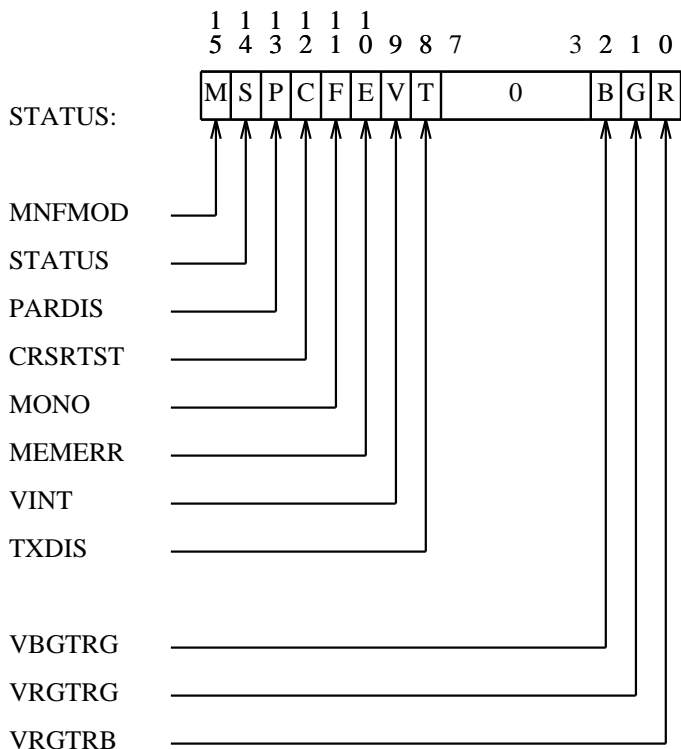 1 1 1 1 1 1
5 4 3 2 1 0 9 8 7 3 2 1 0
M S P C F E V T 0 B G R
STATUS:
MNFMOD
STATUS
PARDIS
CRSRTST
MONO
MEMERR
VINT
TXDIS
VBGTRG
VRGTRG
VRGTRB